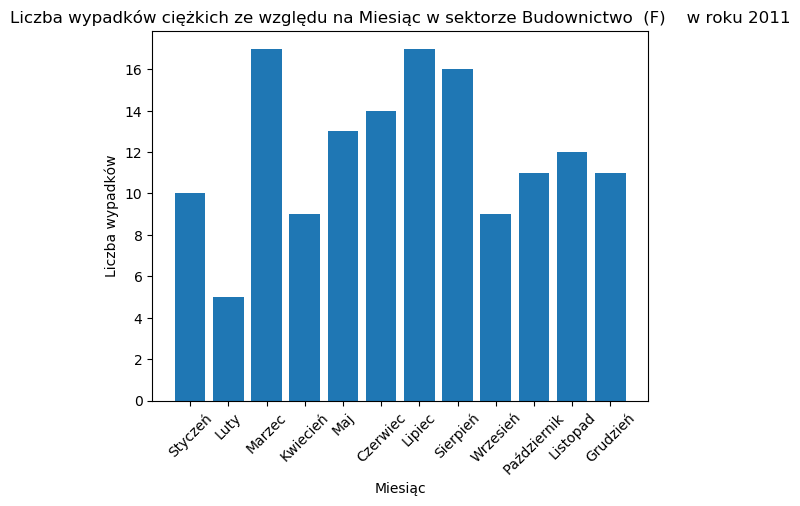 Liczba wypadków ciężkich ze względu na Miesiąc w sektorze Budownictwo  (F)    w roku 2011
Liczba wypadków
16
14
12
10
8
6
4
2
0
Styczeń
Luty
Marzec
Kwiecień
Maj
Czerwiec
Lipiec
Sierpień
Wrzesień
Październik
Listopad
Grudzień
Miesiąc